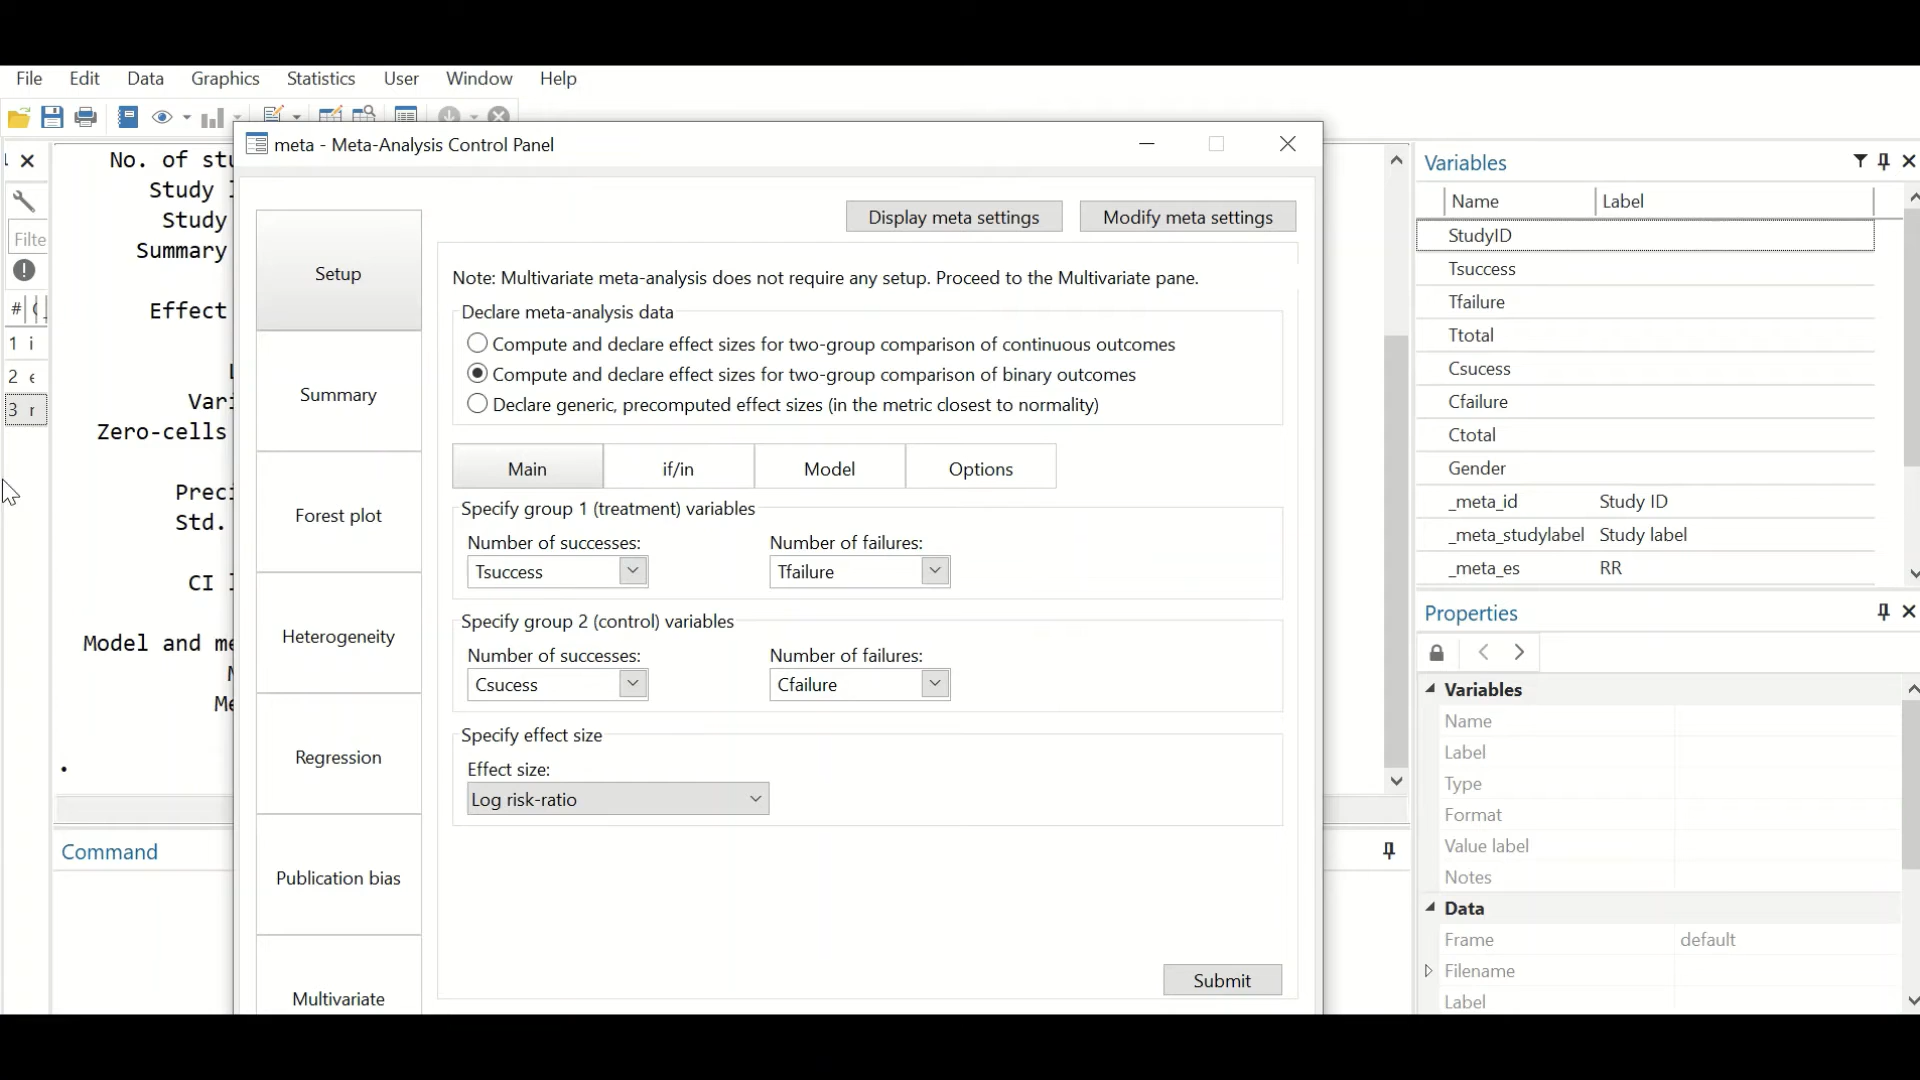 File Edit Data Graphics Statistics User Window Help
meta - Meta-Analysis Control Panel
No. of
Study
Study
Summary
Effect
Zero-cells
Std.
CI
Model and
Command
Filte
#
1 i
2 e
3 r
Display meta settings
Modify meta settings
Setup
Summary
Forest plot
Heterogeneity
Regression
Publication bias
Multivariate
Note: Multivariate meta-analysis does not require any setup. Proceed to the Multivariate pane.
Declare meta-analysis data
Compute and declare effect sizes for two-group comparison of continuous outcomes
Compute and declare effect sizes for two-group comparison of binary outcomes
Declare generic, precomputed effect sizes (in the metric closest to normality)
Main if/in Model Options
Specify group 1 (treatment) variables
Number of successes: Number of failures:
Tsuccess Tfailure
Specify group 2 (control) variables
Number of successes: Number of failures:
Csucess Cfailure
Specify effect size
Effect size:
Log risk-ratio
Submit
Variables
Name Label
StudyID
Tsuccess
Tfailure
Ttotal
Csucess
Cfailure
Ctotal
Gender
_meta_id Study ID
_meta_studylabel Study label
_meta_es RR
Properties
Variables
Name
Label
Type
Format
Value label
Notes
Data
Frame default
Filename
Label